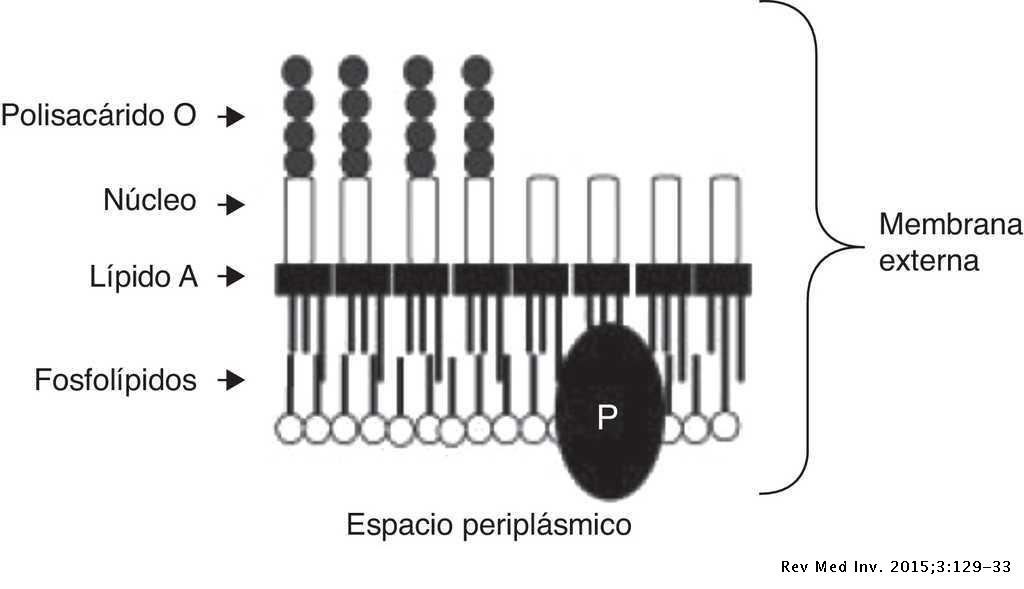 Polisacárido O
Núcleo
Lípido A
Fosfolípidos
P
Membrana
externa
Espacio periplásmico
Rev Med Inv. 2015;3:129–33